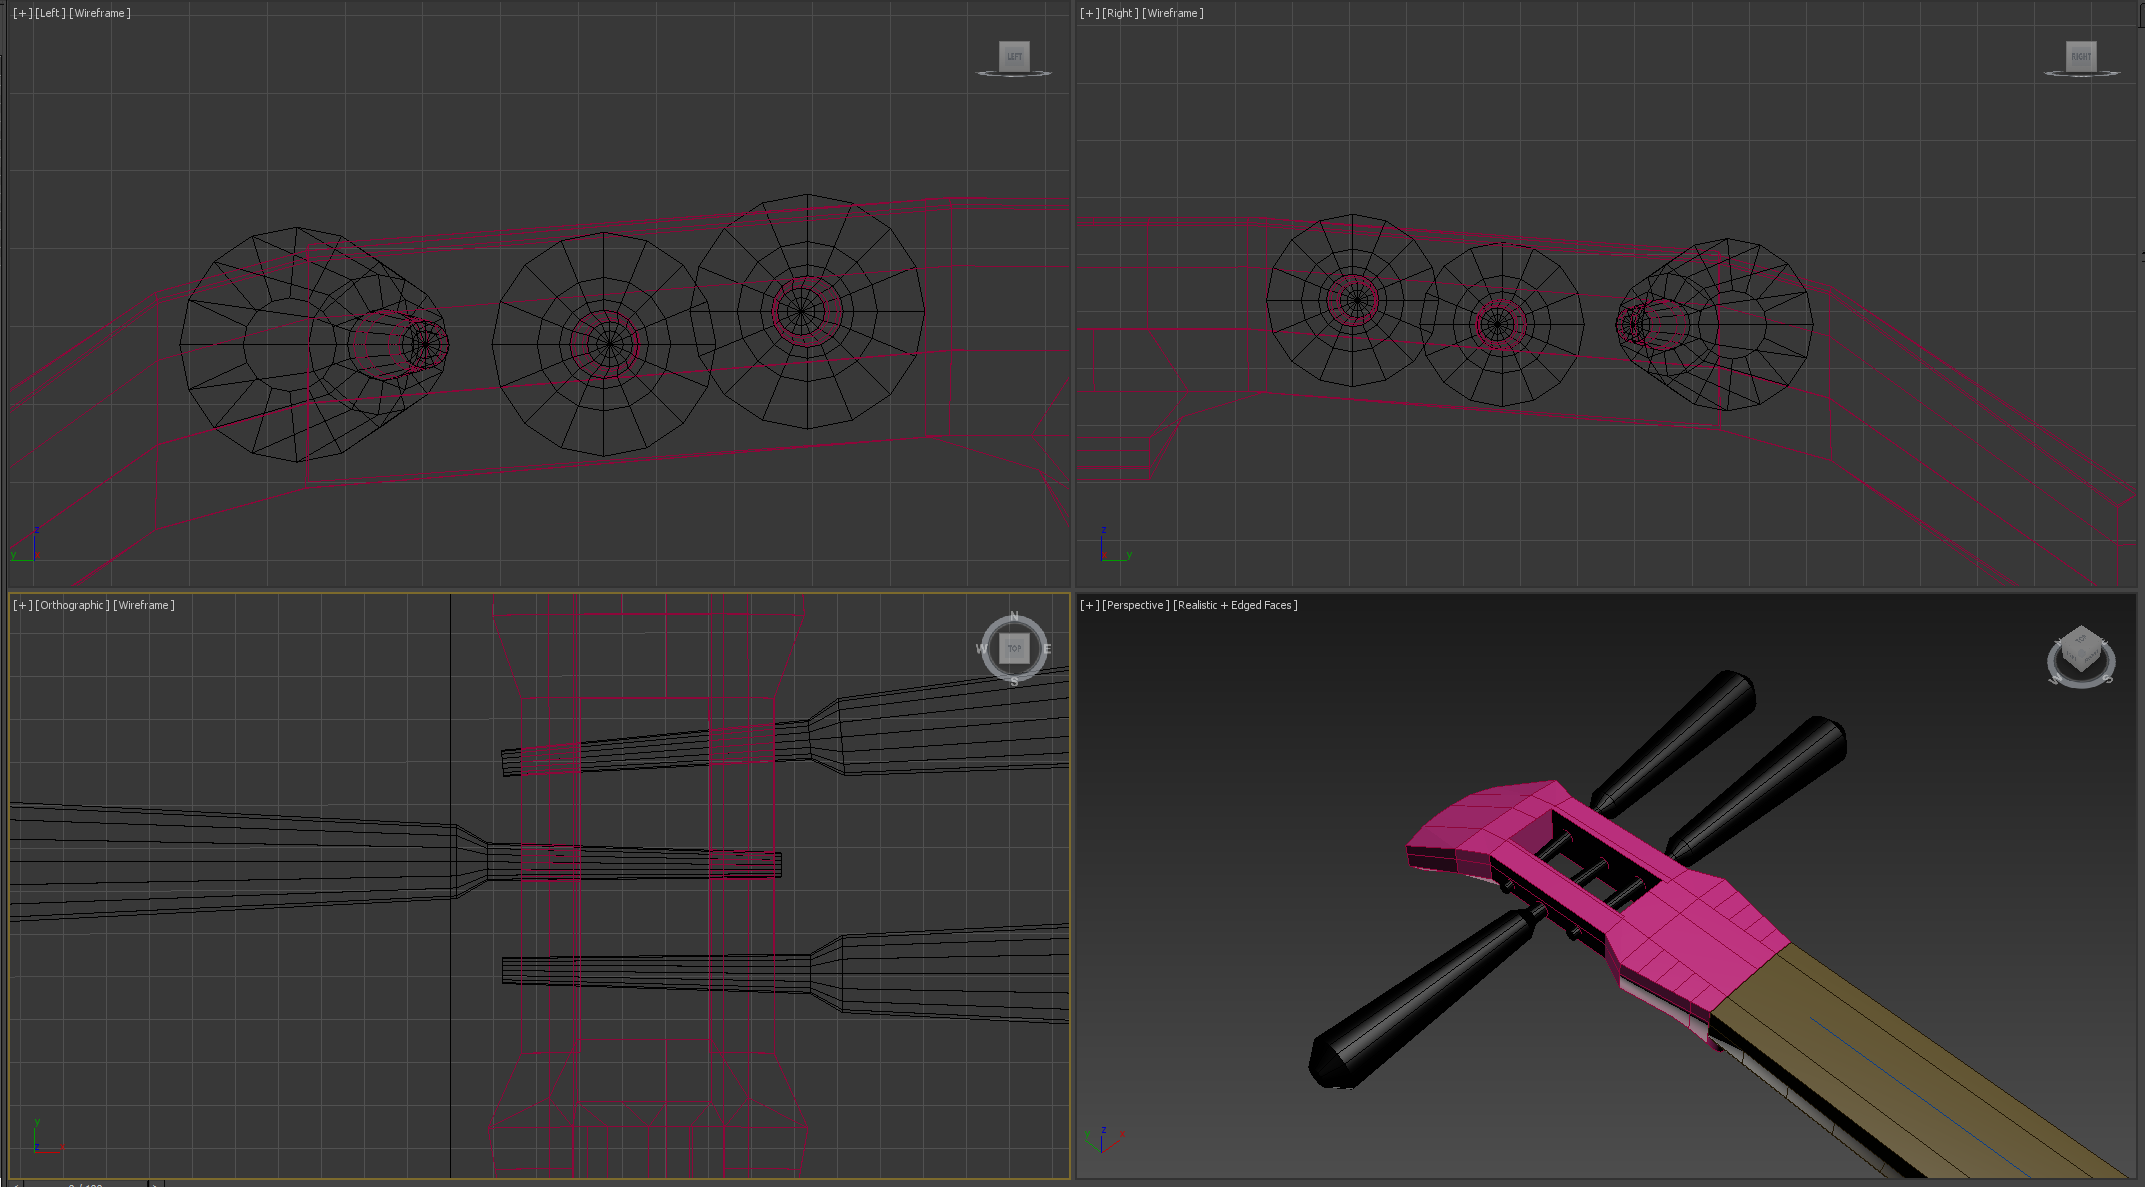 [+] [Left] [Wireframe]
LEFT
z
y
[+] [Right] [Wireframe]
RIGHT
z
y
[+] [Orthographic] [Wireframe]
N
W
TOP
E
S
y
z
x
[+] [Perspective] [Realistic + Edged Faces]
TOP
W
S
y
z
x